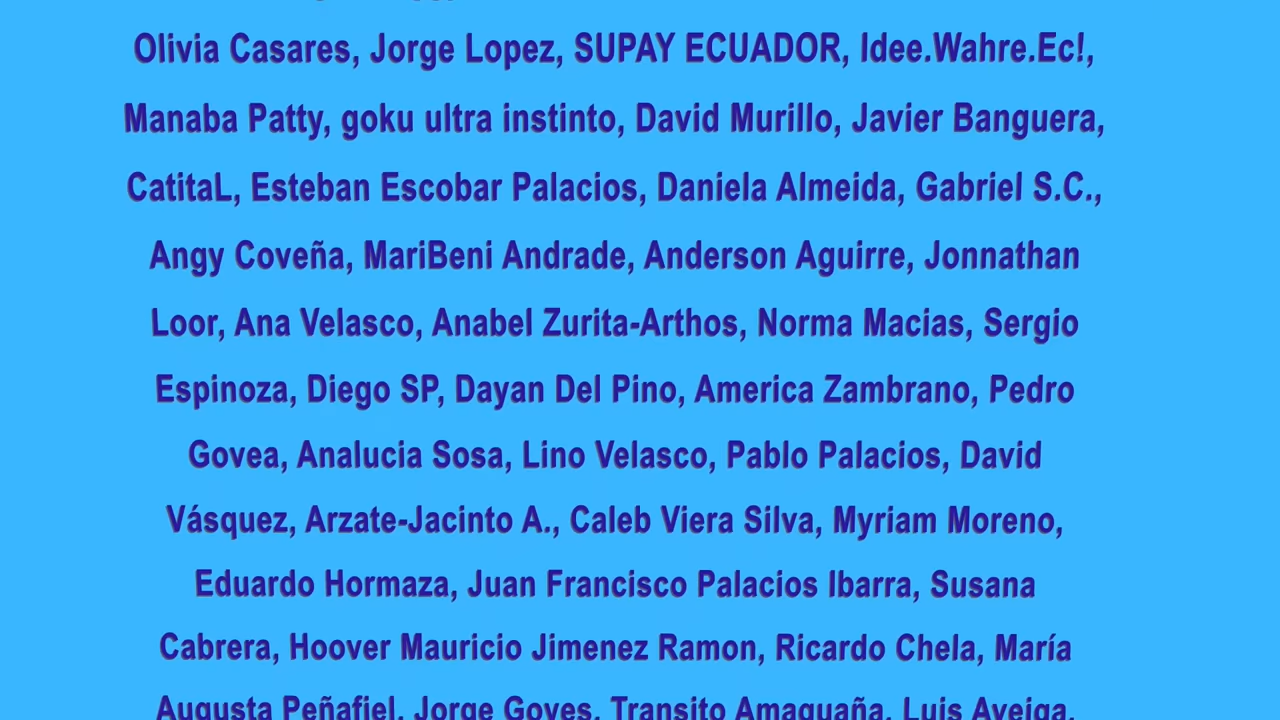 Olivia Casares, Jorge Lopez, SUPAY ECUADOR, Idee.Wahre.Ec!,
Manaba Patty, goku ultra instinto, David Murillo, Javier Banguera,
CatitaL, Esteban Escobar Palacios, Daniela Almeida, Gabriel S.C.,
Angy Coveña, MariBeni Andrade, Anderson Aguirre, Jonnathan
Loor, Ana Velasco, Anabel Zurita-Arthos, Norma Macias, Sergio
Espinoza, Diego SP, Dayan Del Pino, America Zambrano, Pedro
Govea, Analucia Sosa, Lino Velasco, Pablo Palacios, David
Vásquez, Arzate-Jacinto A., Caleb Viera Silva, Myriam Moreno,
Eduardo Hormaza, Juan Francisco Palacios Ibarra, Susana
Cabrera, Hoover Mauricio Jimenez Ramon, Ricardo Chela, María
Augusta Peñafiel, Jorge Goyes, Transito Amaguaña, Luis Aveiga,